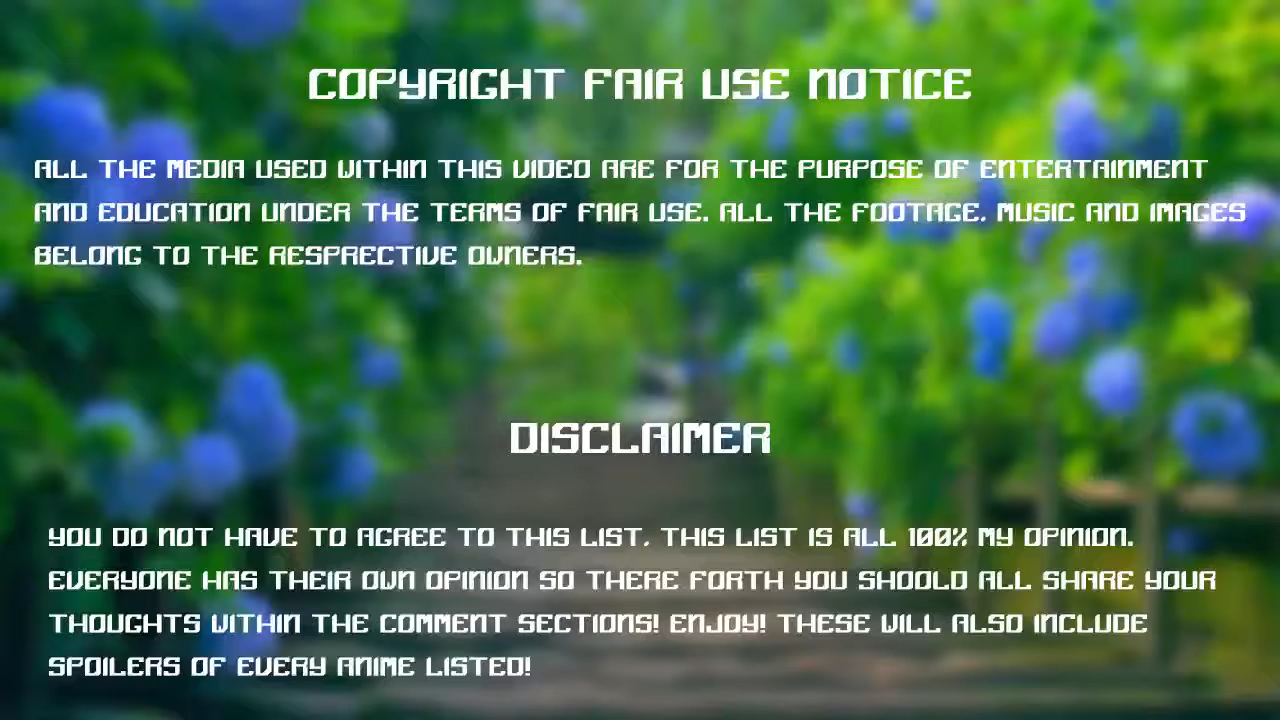 COPYRIGHT FAIR USE NOTICE
ALL THE MEDIA USED WITHIN THIS VIDEO ARE FOR THE PURPOSE OF ENTERTAINMENT
AND EDUCATION UNDER THE TERMS OF FAIR USE. ALL THE FOOTAGE, MUSIC AND IMAGES
BELONG TO THE RESPRECTIVE OWNERS.
DISCLAIMER
YOU DO NOT HAVE TO AGREE TO THIS LIST, THIS LIST IS ALL 100% MY OPINION.
EVERYONE HAS THEIR OWN OPINION SO THERE FORTH YOU SHOOLD ALL SHARE YOUR
THOUGHTS WITHIN THE COMMENT SECTIONS! ENJOY! THESE WILL ALSO INCLUDE
SPOILERS OF EVERY ANIME LISTED!